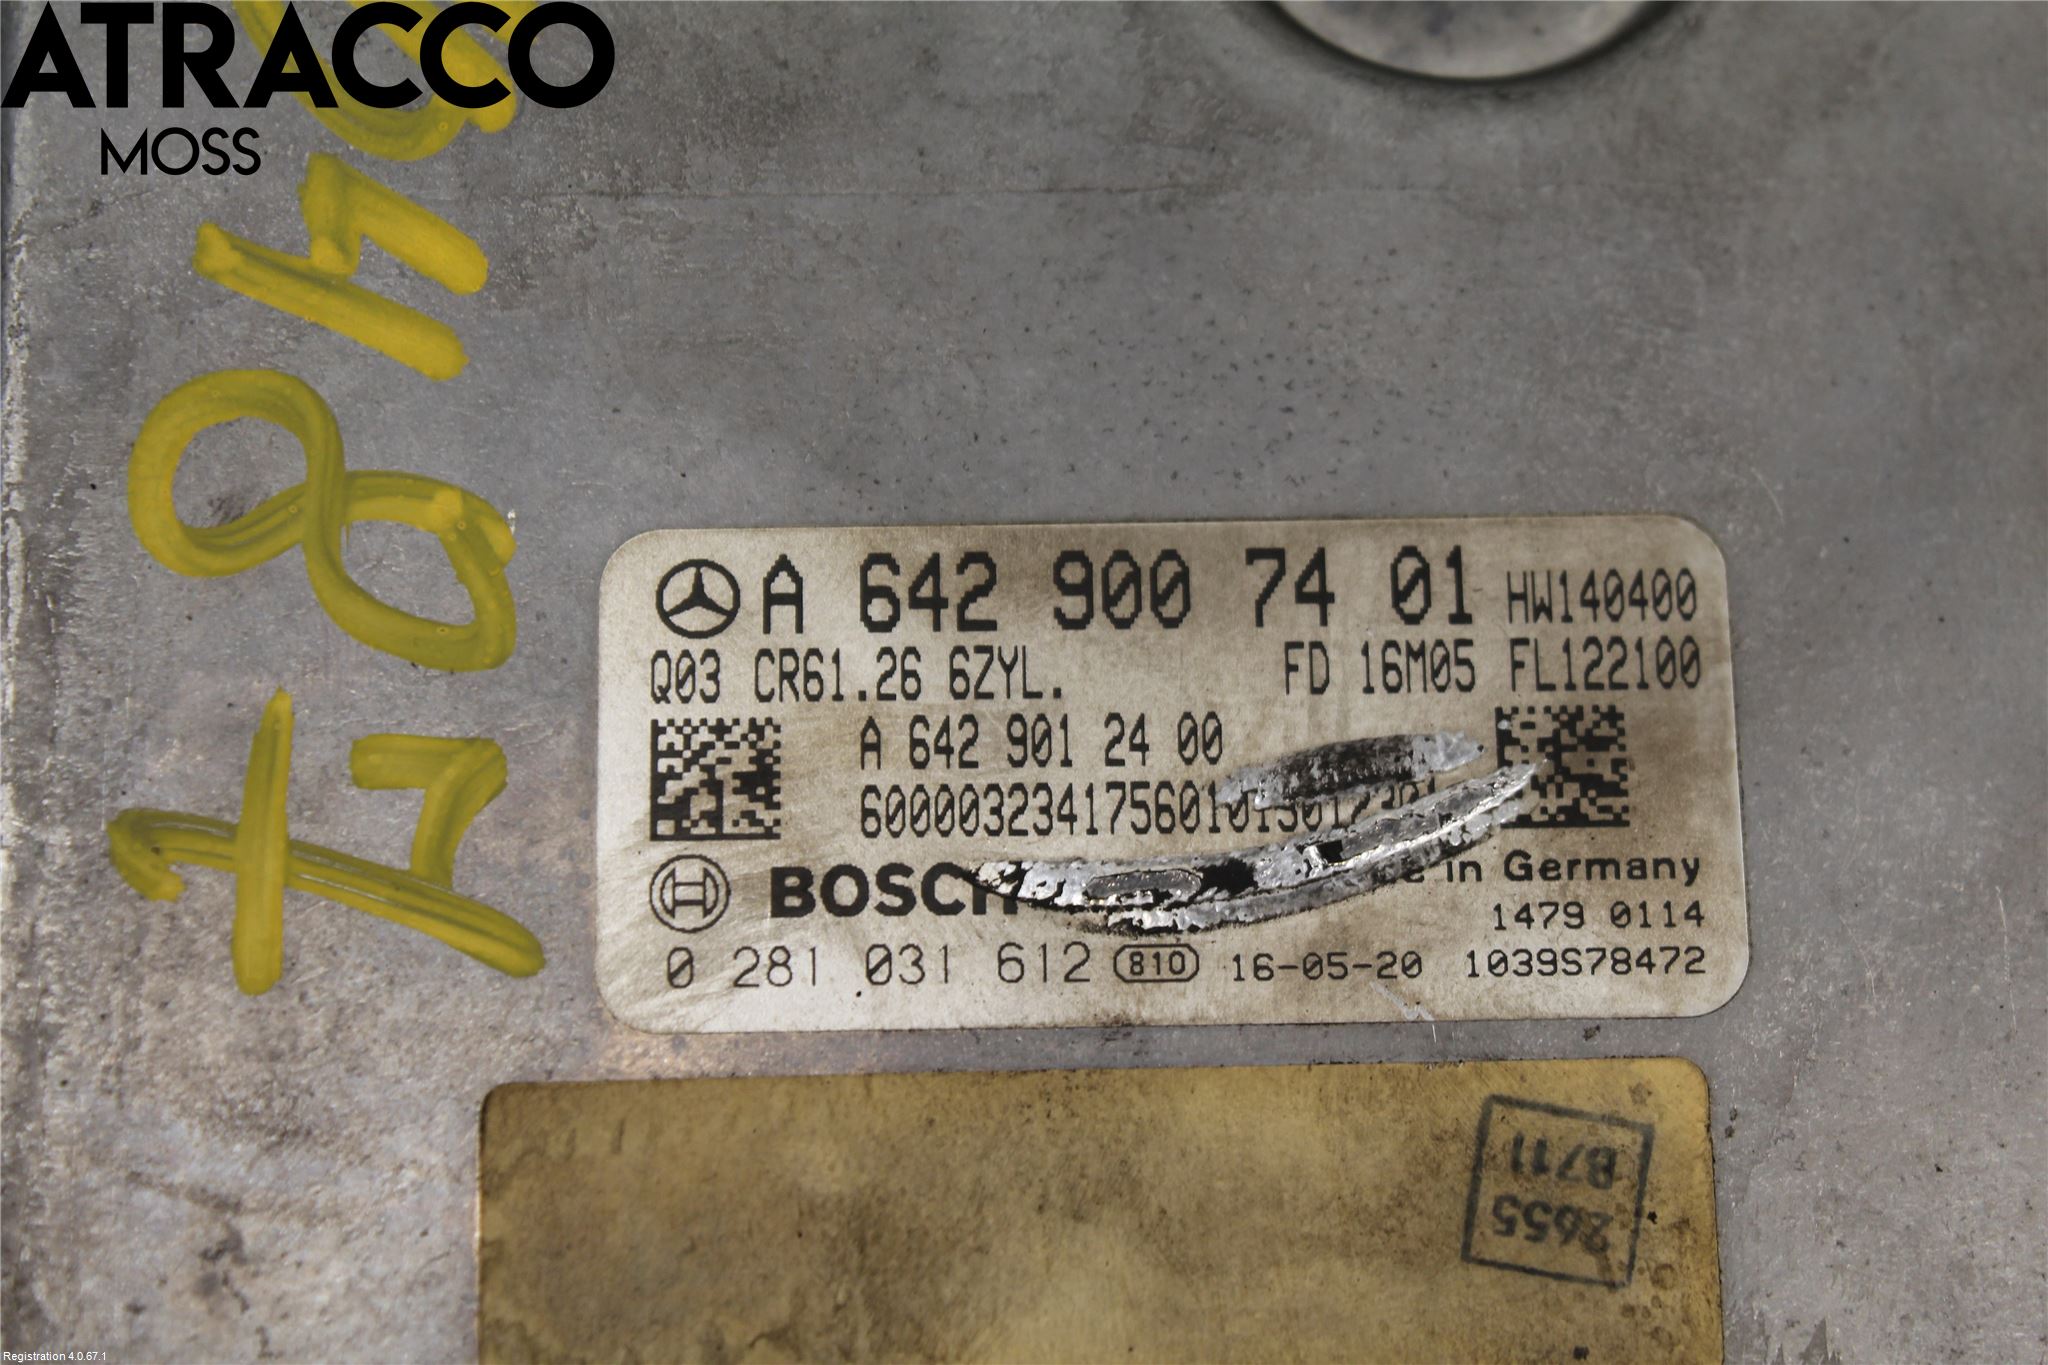 ATRACCO
MOSS
A 642 900 74 01 HW140400
Q03 CR61.26 6ZYL. FD 16M05 FL122100
A 642 901 24 00
BOSCH in Germany
1479 0114
0 281 031 612 810 16-05-20 1039S78472
2655
B711
Registration 4.0.67.1